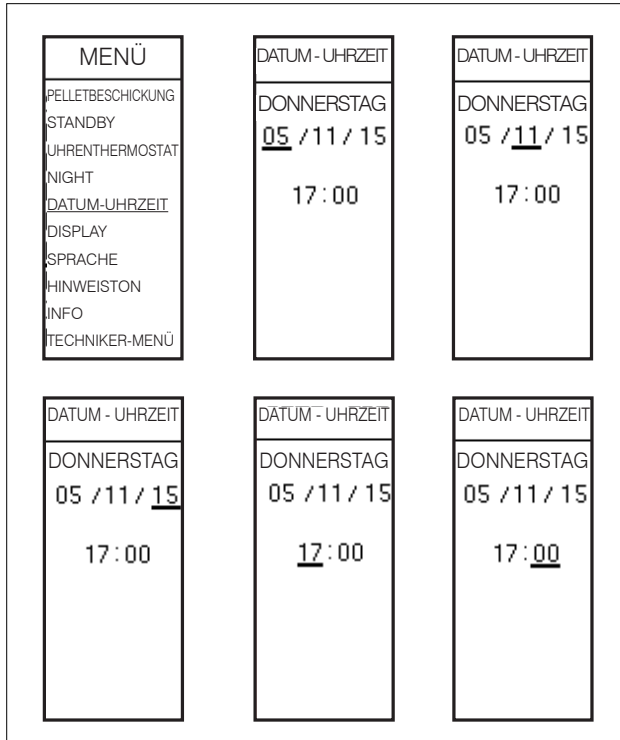 MENÜ
PELLETBESCHICKUNG
STANDBY
UHRENTHERMOSTAT
NIGHT
DATUM-UHRZEIT
DISPLAY
SPRACHE
HINWEISTON
INFO
TECHNIKER-MENÜ
DATUM - UHRZEIT
DONNERSTAG
05 / 11 / 15
17:00
DATUM - UHRZEIT
DONNERSTAG
05 / 11 / 15
17:00
DATUM - UHRZEIT
DONNERSTAG
05 / 11 / 15
17:00
DATUM - UHRZEIT
DONNERSTAG
05 / 11 / 15
17:00
DATUM - UHRZEIT
DONNERSTAG
05 / 11 / 15
17:00